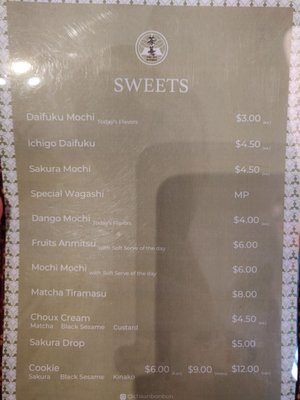 SWEETS
Daifuku Mochi Today's Flavors $3.00
Ichigo Daifuku $4.50
Sakura Mochi $4.50
Special Wagashi MP
Dango Mochi Today's Flavors $4.00
Fruits Anmitsu with Soft Serve of the day $6.00
Mochi Mochi with Soft Serve of the day $6.00
Matcha Tiramasu $8.00
Choux Cream $4.50
Matcha Black Sesame Custard
Sakura Drop $5.00
Cookie $6.00 $9.00 $12.00
Sakura Black Sesame Kinako